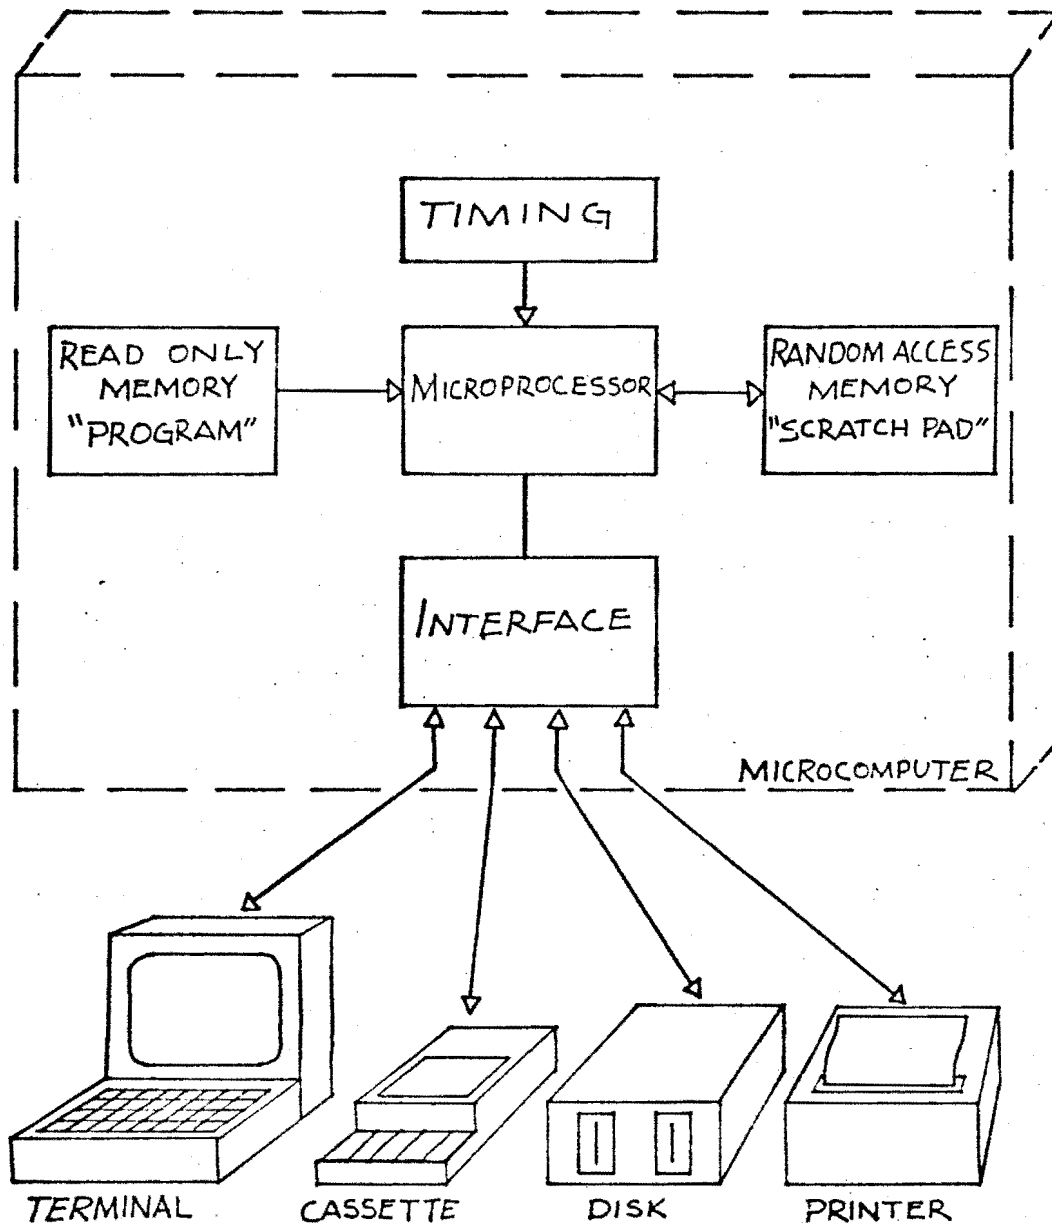 TIMING
READ ONLY
MEMORY
"PROGRAM"
MICROPROCESSOR
RANDOM ACCESS
MEMORY
"SCRATCH PAD"
INTERFACE
MICROCOMPUTER
TERMINAL
CASSETTE
DISK
PRINTER